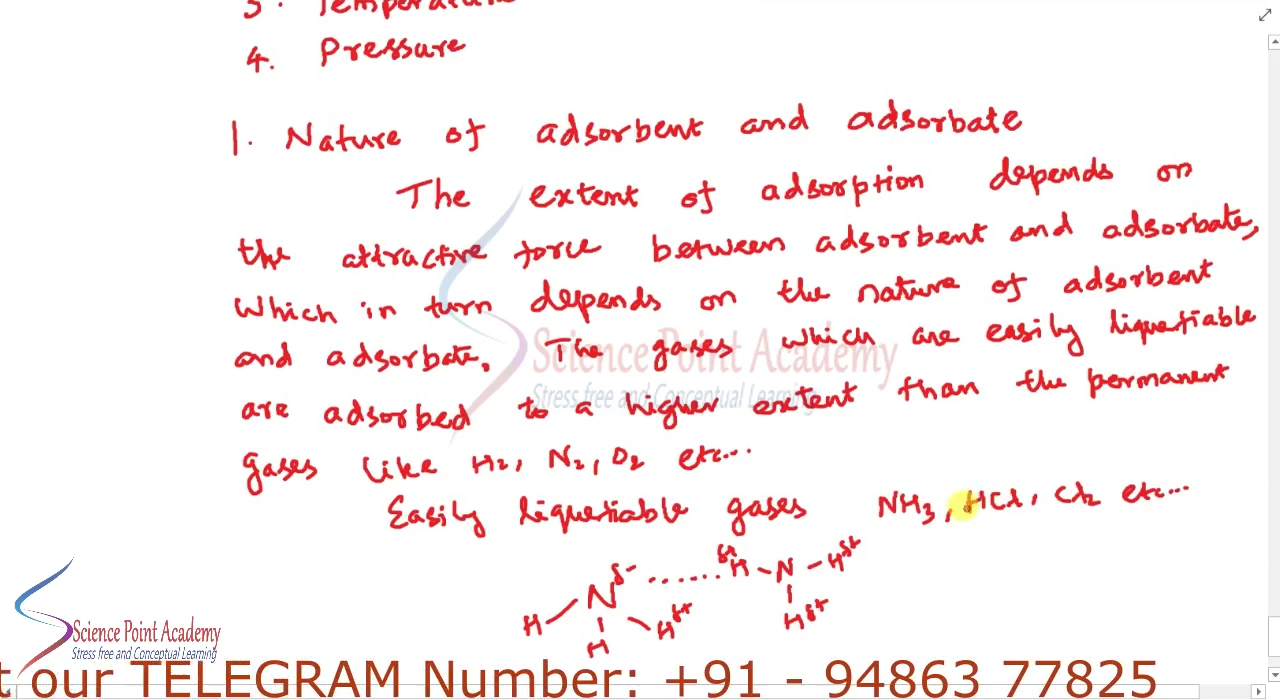 3. Temperature
4. Pressure
1. Nature of adsorbent and adsorbate
The extent of adsorption depends on
the attractive force between adsorbent and adsorbate,
Which in turn depends on the nature of adsorbent
and adsorbate. The gases which are easily liquefiable
are adsorbed to a higher extent than the permanent
gases like H2, N2, O2 etc...
Easily liquefiable gases NH3, HCl, Cl2 etc...
δ- ...... δ+ H - N - H δ+
H N H δ+ H δ+
H
Science Point Academy
Stress free and Conceptual Learning
Science Point Academy
Stress free and Conceptual Learning
t our TELEGRAM Number: +91 - 94863 77825